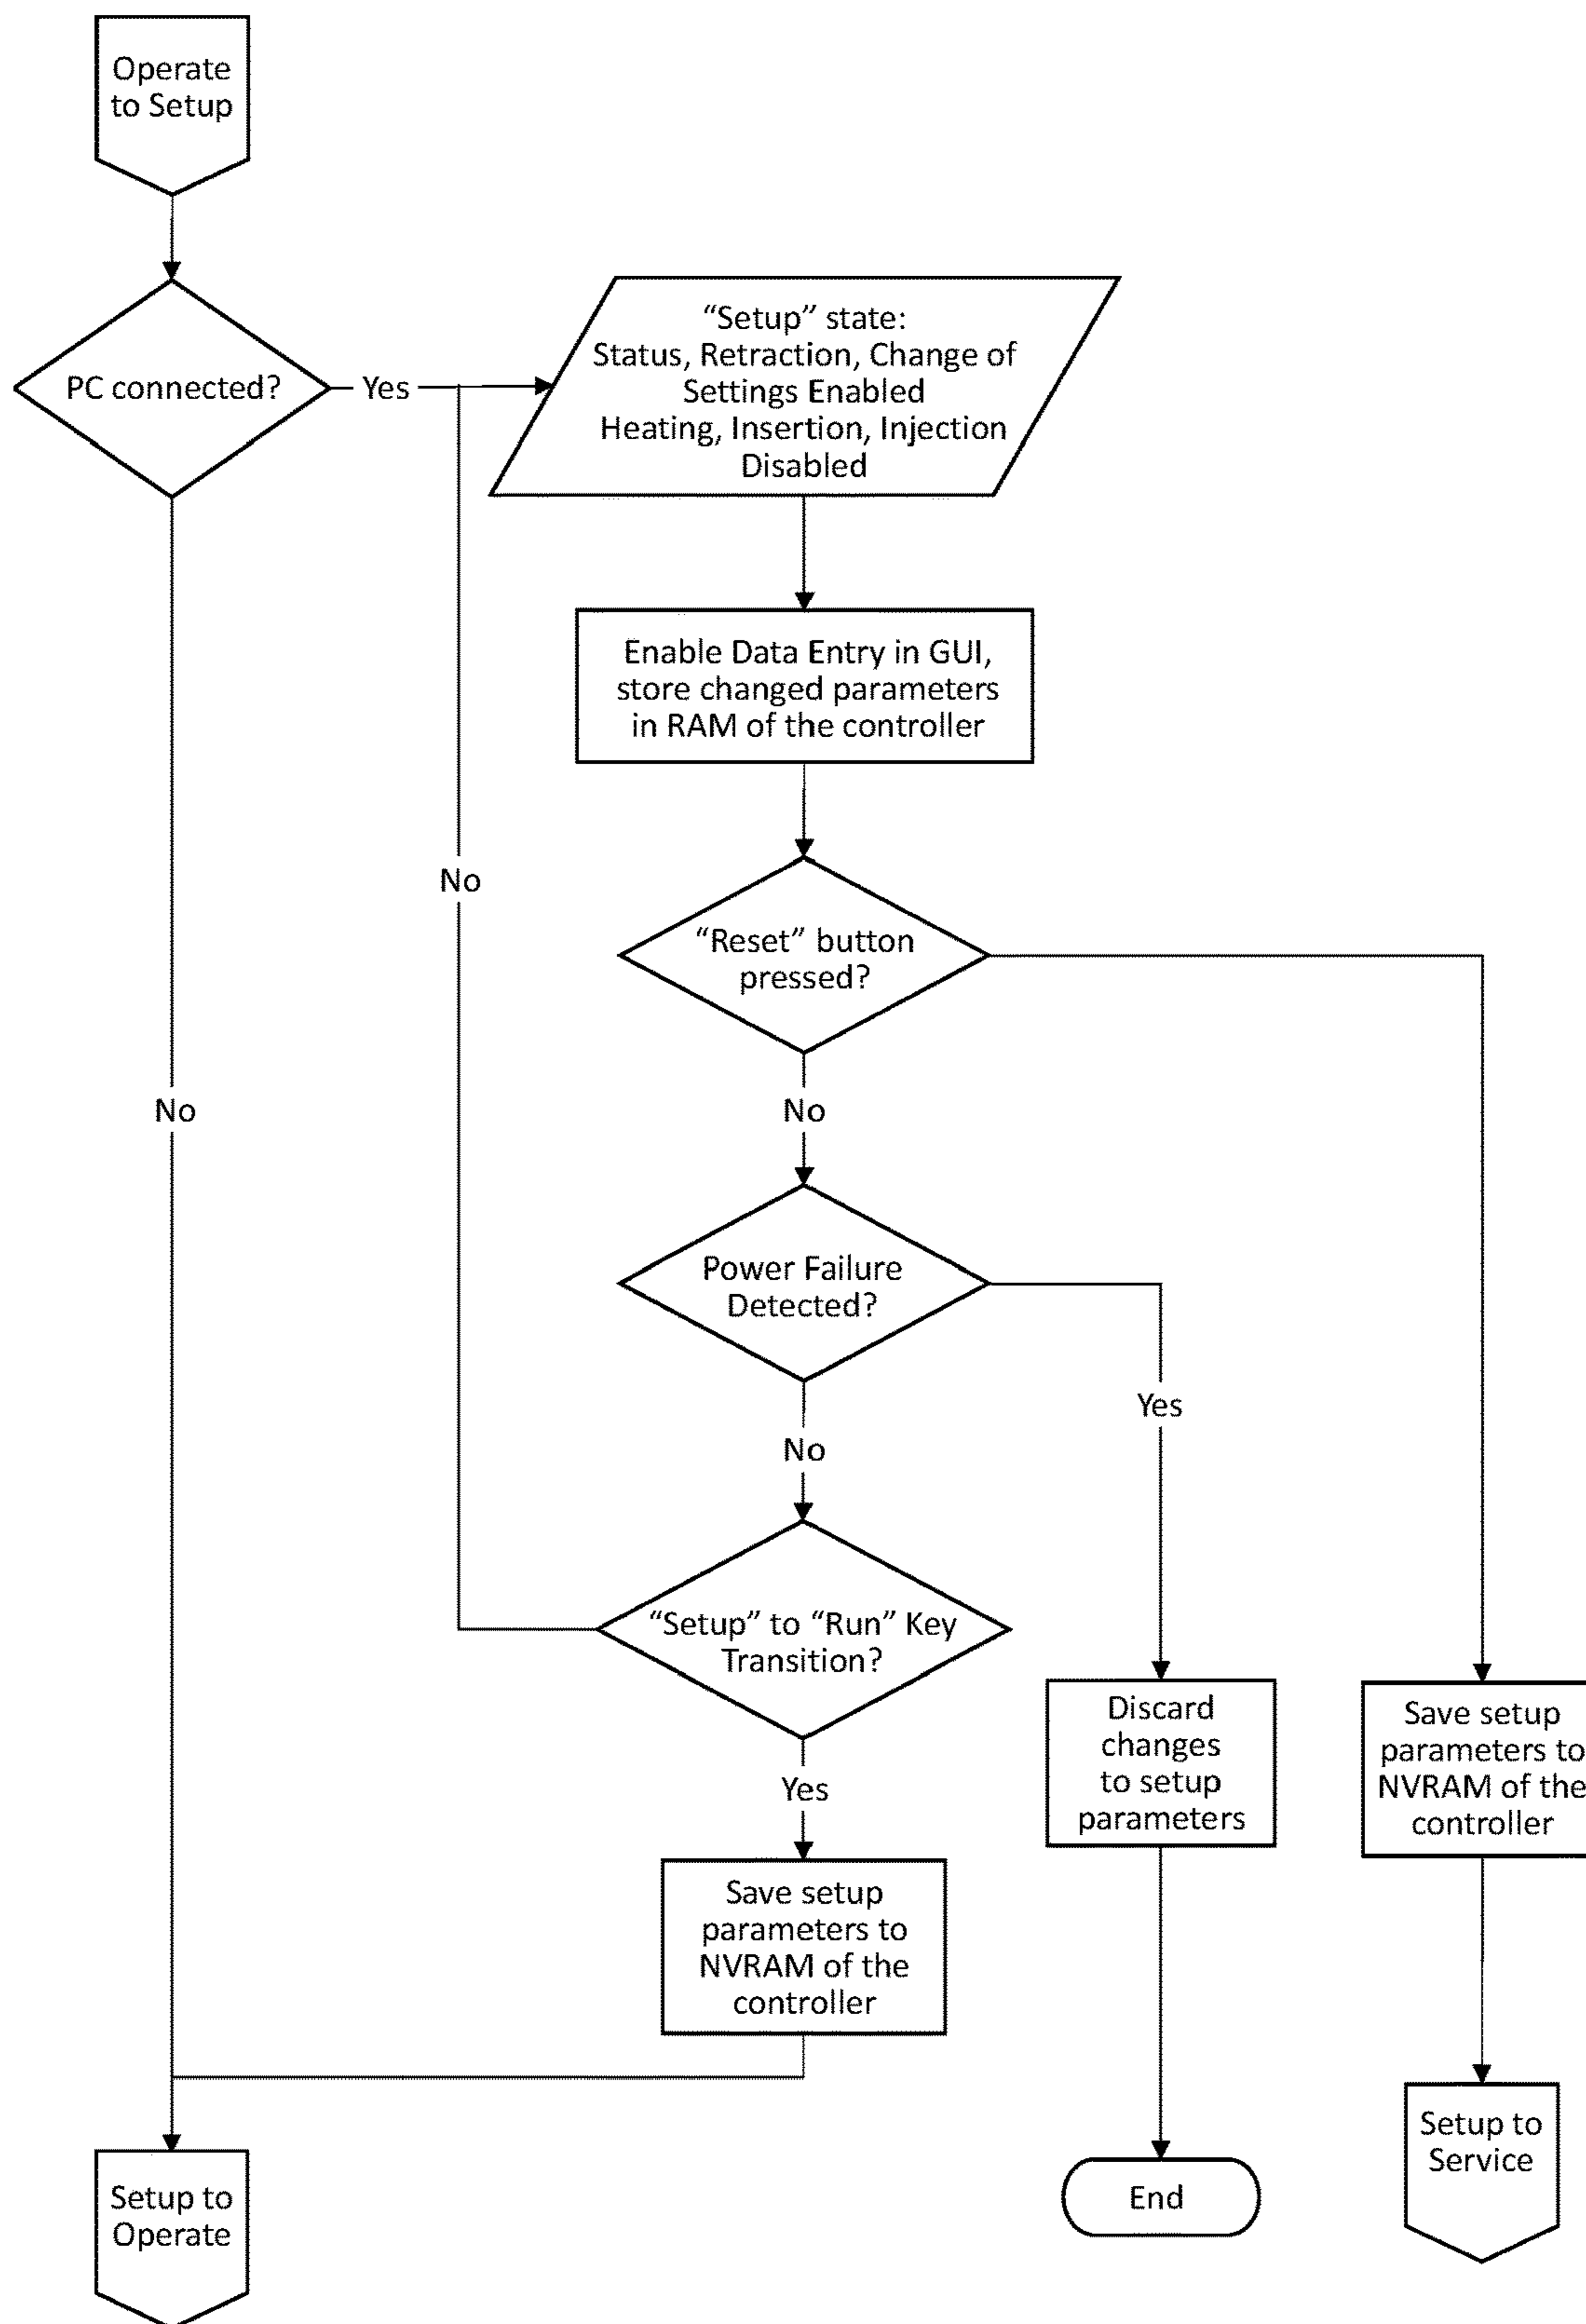 Operate
to Setup
PC connected?
Yes
“Setup” state:
Status, Retraction, Change of
Settings Enabled
Heating, Insertion, Injection
Disabled
Enable Data Entry in GUI,
store changed parameters
in RAM of the controller
No
“Reset” button
pressed?
No
No
Power Failure
Detected?
Yes
No
“Setup” to “Run” Key
Transition?
Yes
Discard
changes
to setup
parameters
Save setup
parameters to
NVRAM of the
controller
Save setup
parameters to
NVRAM of the
controller
Setup to
Operate
End
Setup to
Service